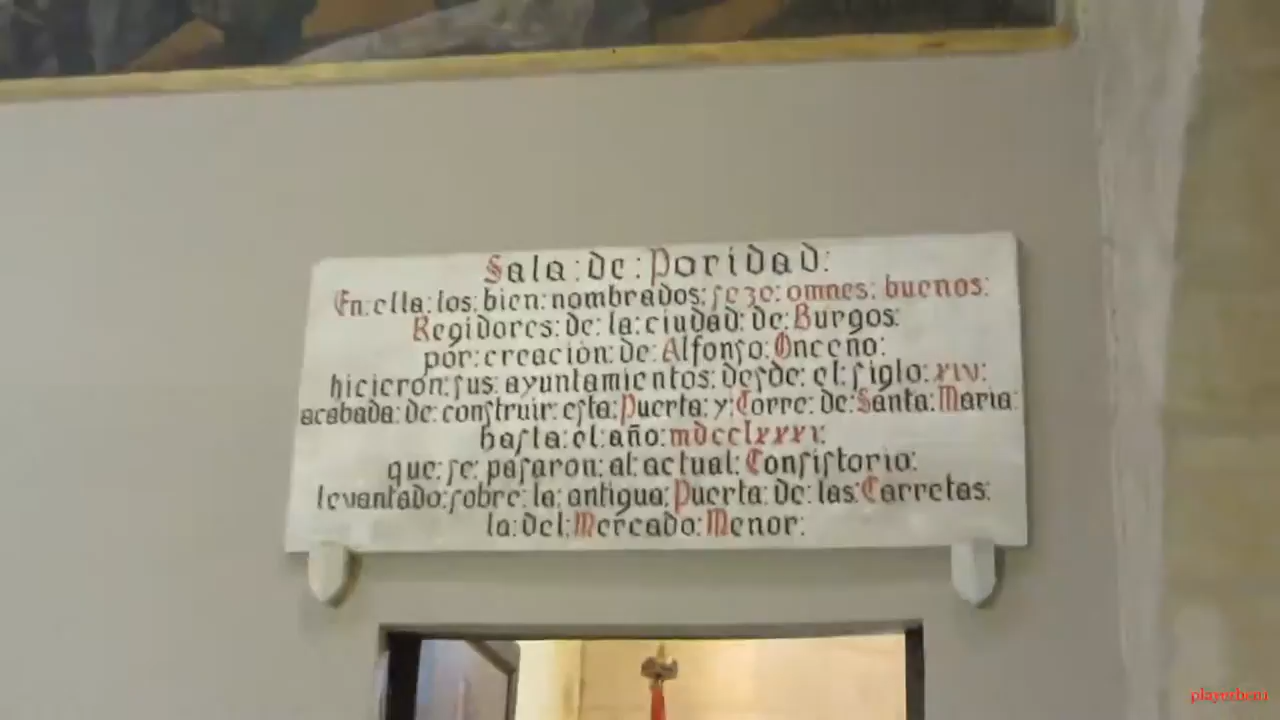 Sala: de: Poridad:
En: ella: los: bien: nombrados: seze: omnes: buenos:
Regidores: de: la: ciudad: de: Burgos:
por: creación: de: Alfonso: Onceno:
hicieron: sus: ayuntamientos: desde: el: siglo: XIV:
acabada: de: construir: esta: Puerta: y: Torre: de: Santa: Maria:
hasta: el: año: mdcclxxxv:
que: se: pasaron: al: actual: Consistorio:
levantado: sobre: la: antigua: Puerta: de: las: Carretas:
la: del: Mercado: Menor: